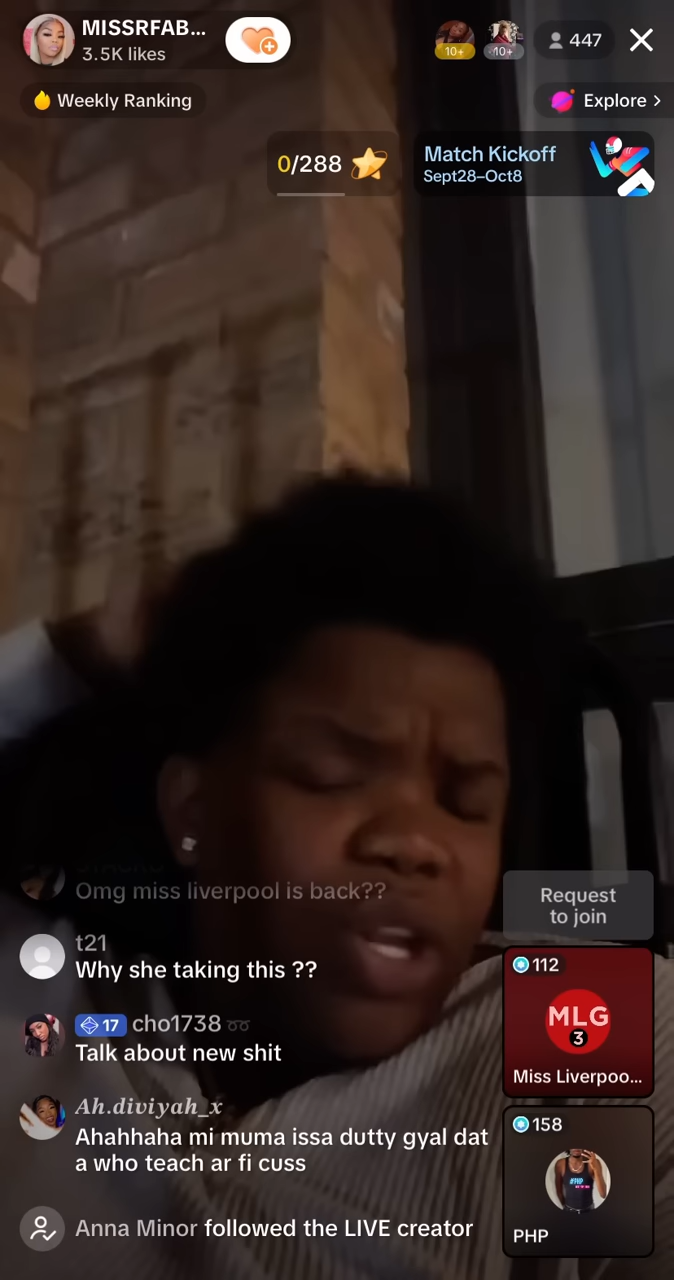 MISSRFAB...
3.5K likes
10+
10+
447
Weekly Ranking
Explore >
0/288
Match Kickoff
Sept28–Oct8
Omg miss liverpool is back??
Request
to join
t21
Why she taking this ??
112
MLG
3
Miss Liverpoo...
17 cho1738
Talk about new shit
Ah.diviyah_x
Ahahhaha mi muma issa dutty gyal dat
a who teach ar fi cuss
158
#PHP
PHP
Anna Minor followed the LIVE creator